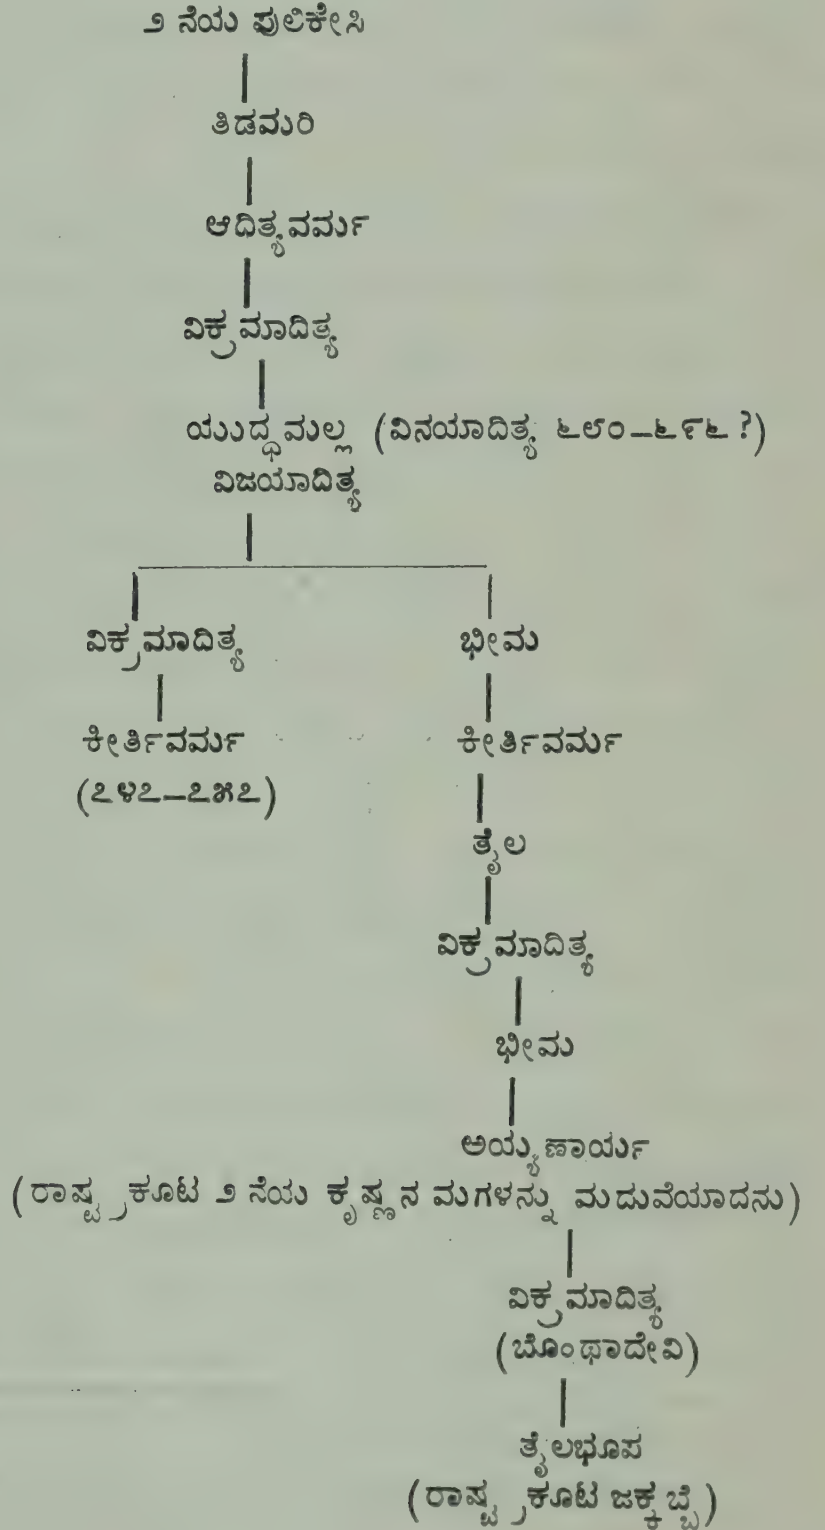 ೨ ನೆಯ ಪುಲಿಕೇಸಿ
ತಿಡಮರಿ
ಆದಿತ್ಯವರ್ಮ
ವಿಕ್ರಮಾದಿತ್ಯ
ಯುದ್ಧಮಲ್ಲ (ವಿನಯಾದಿತ್ಯ ೬೮೦–೬೯೬?)
ವಿಜಯಾದಿತ್ಯ
ವಿಕ್ರಮಾದಿತ್ಯ ಭೀಮ
ಕೀರ್ತಿವರ್ಮ ಕೀರ್ತಿವರ್ಮ
(೭೪೭–೭೫೭)
ತೈಲ
ವಿಕ್ರಮಾದಿತ್ಯ
ಭೀಮ
ಅಯ್ಯಣಾರ್ಯ
(ರಾಷ್ಟ್ರಕೂಟ ೨ ನೆಯ ಕೃಷ್ಣನ ಮಗಳನ್ನು ಮದುವೆಯಾದನು)
ವಿಕ್ರಮಾದಿತ್ಯ
(ಬೊಂಥಾದೇವಿ)
ತೈಲಭೂಪ
(ರಾಷ್ಟ್ರಕೂಟ ಜಕ್ಕಬ್ಬೆ)